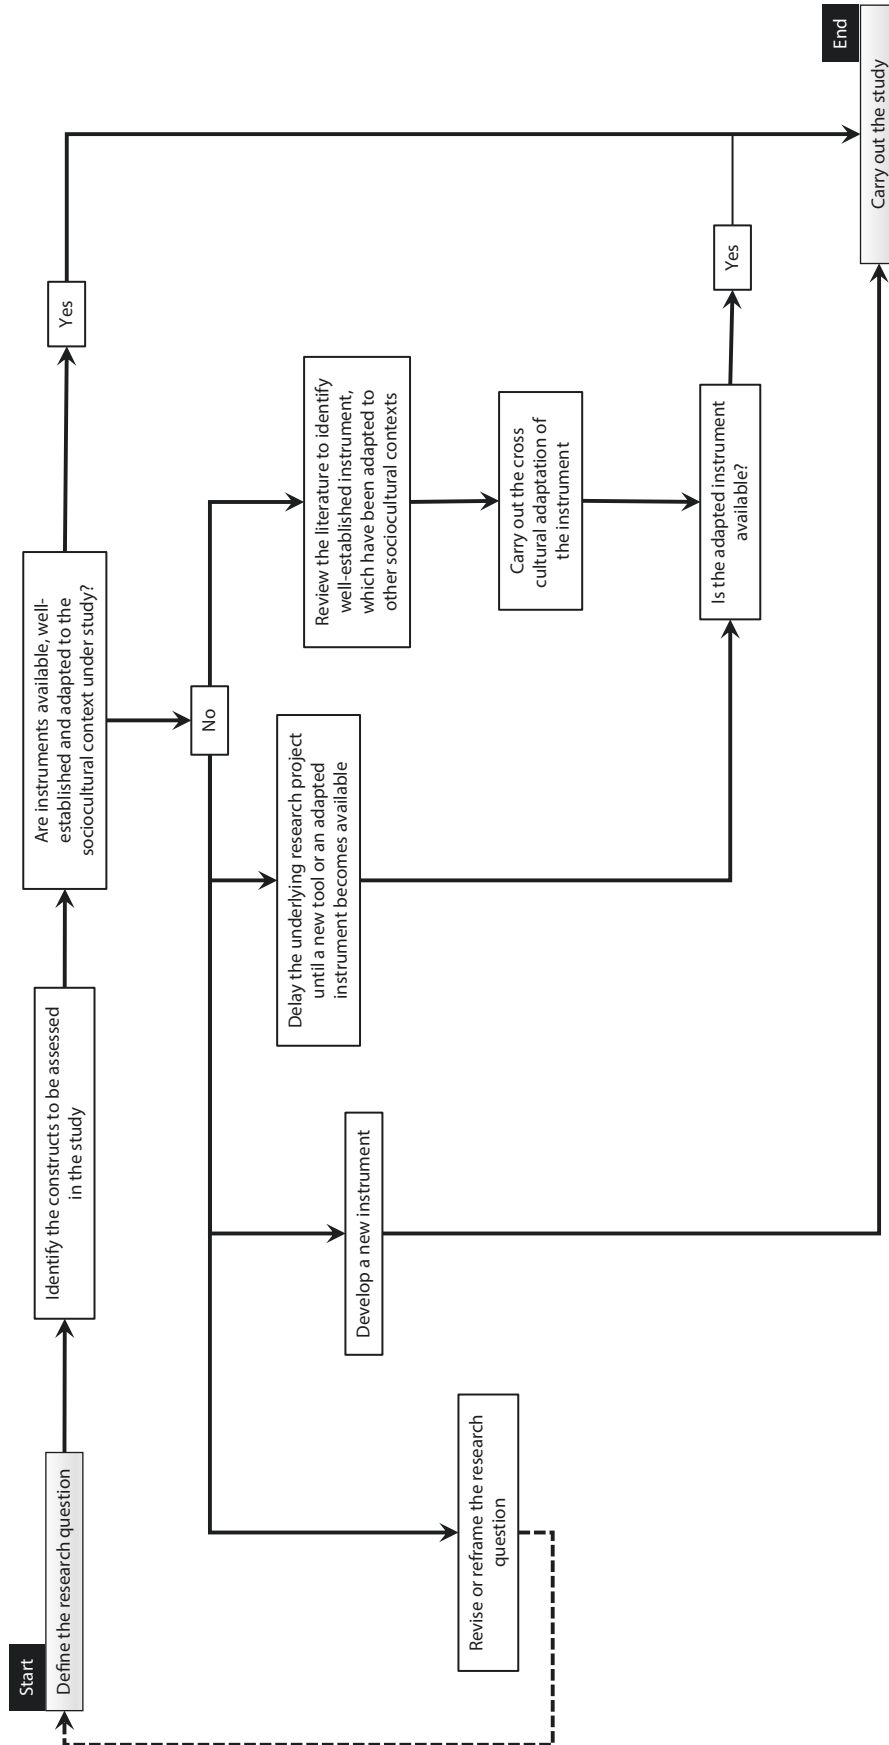 Start
Define the research question
Identify the constructs to be assessed
in the study
Are instruments available, well-
established and adapted to the
sociocultural context under study?
Yes
No
Revise or reframe the research
question
Develop a new instrument
Delay the underlying research project
until a new tool or an adapted
instrument becomes available
Review the literature to identify
well-established instrument,
which have been adapted to
other sociocultural contexts
Carry out the cross
cultural adaptation of
the instrument
Is the adapted instrument
available?
Yes
End
Carry out the study